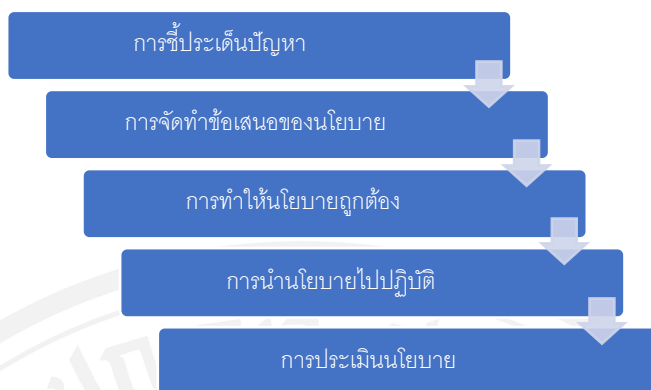 การชี้ประเด็นปัญหา
การจัดทำข้อเสนอของนโยบาย
การทำให้นโยบายถูกต้อง
การนำนโยบายไปปฏิบัติ
การประเมินนโยบาย